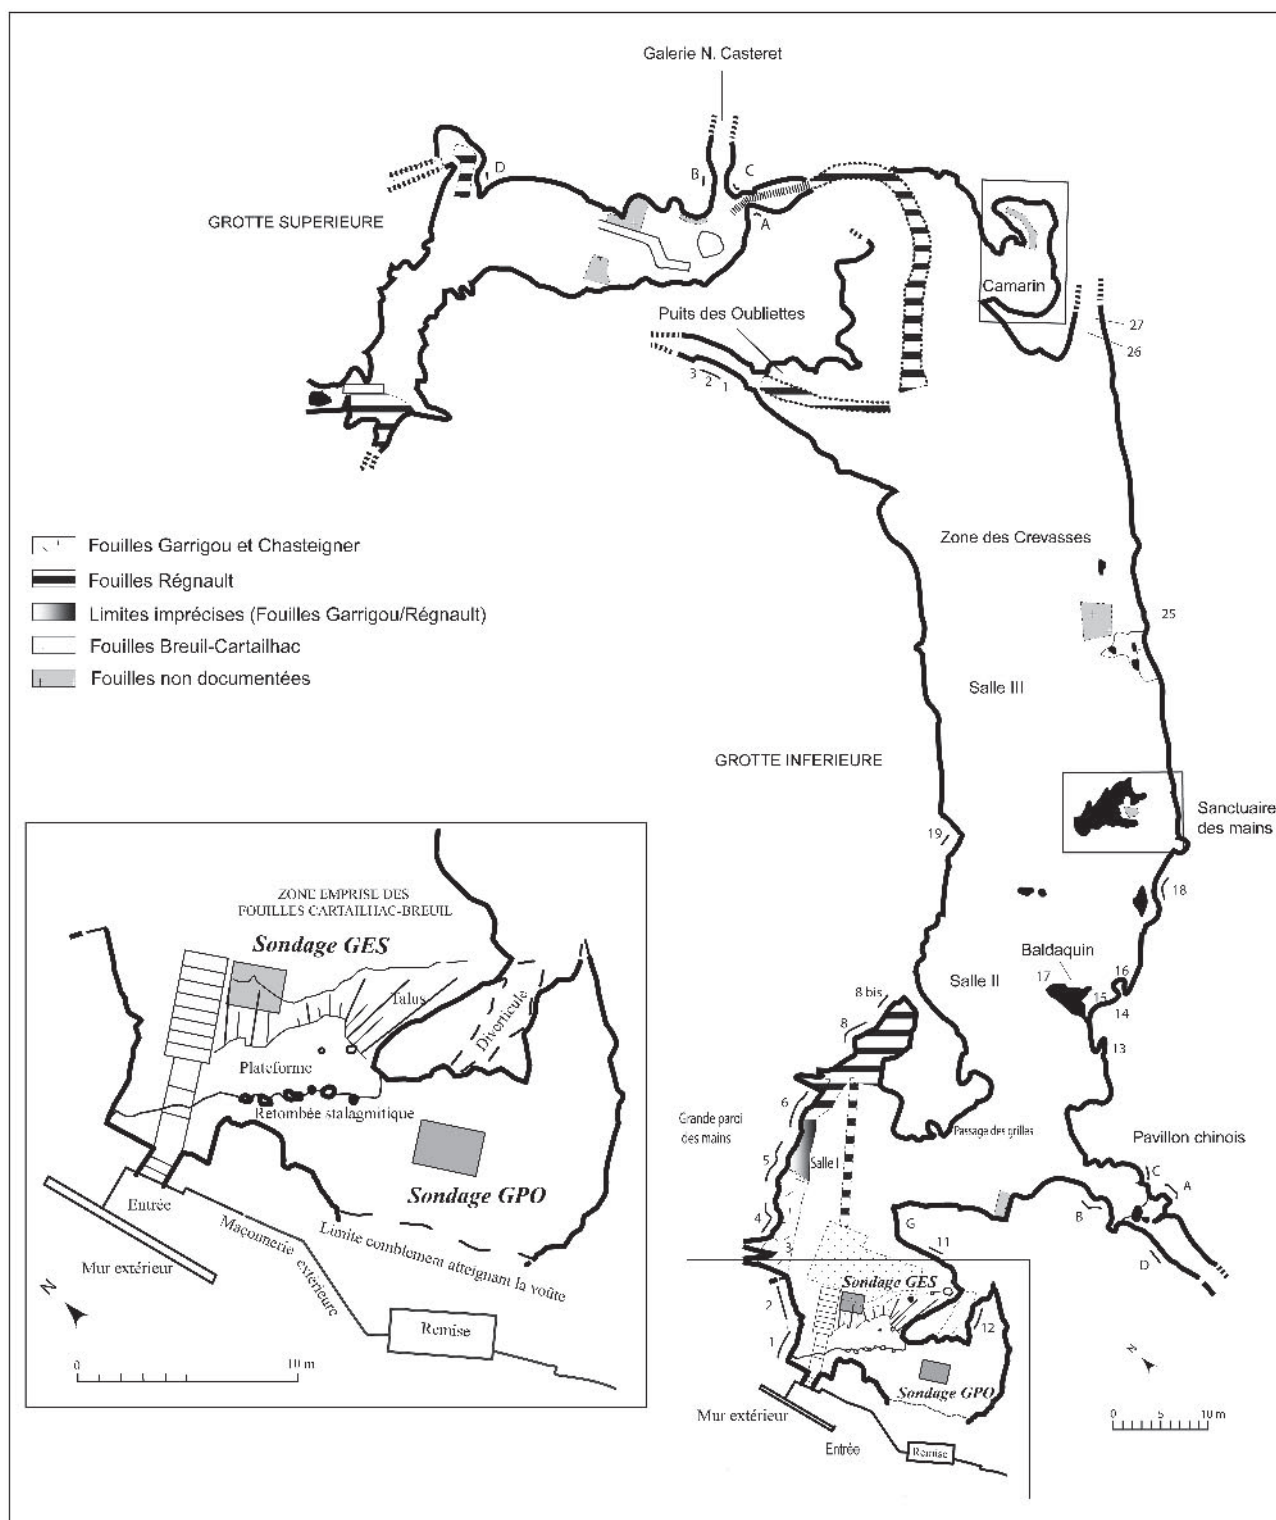 Galerie N. Casteret
D
B
C
A
GROTTE SUPERIEURE
Camarin
Puits des Oubliettes
27
26
3
2
1
Fouilles Garrigou et Chasteigner
Fouilles Régnault
Limites imprécises (Fouilles Garrigou/Régnault)
Fouilles Breuil-Cartailhac
Fouilles non documentées
Zone des Crevasses
25
Salle III
GROTTE INFERIEURE
Sanctuaire
des mains
19
18
Baldaquin
17
16
15
14
13
Salle II
8 bis
8
7
6
Grande paroi
des mains
Passage des grilles
5
Salle I
Pavillon chinois
C
A
B
D
4
G
3
11
Sondage GES
2
12
1
Sondage GPO
Mur extérieur
Entrée
Remise
N
0 5 10 m
ZONE EMPRISE DES
FOUILLES CARTAILHAC-BREUIL
Sondage GES
Talus
Diverticule
Plateforme
Retombée stalagmitique
Sondage GPO
Entrée
Maçonnerie extérieure
Limite comblement atteignant la voûte
Mur extérieur
N
Remise
0 10 m